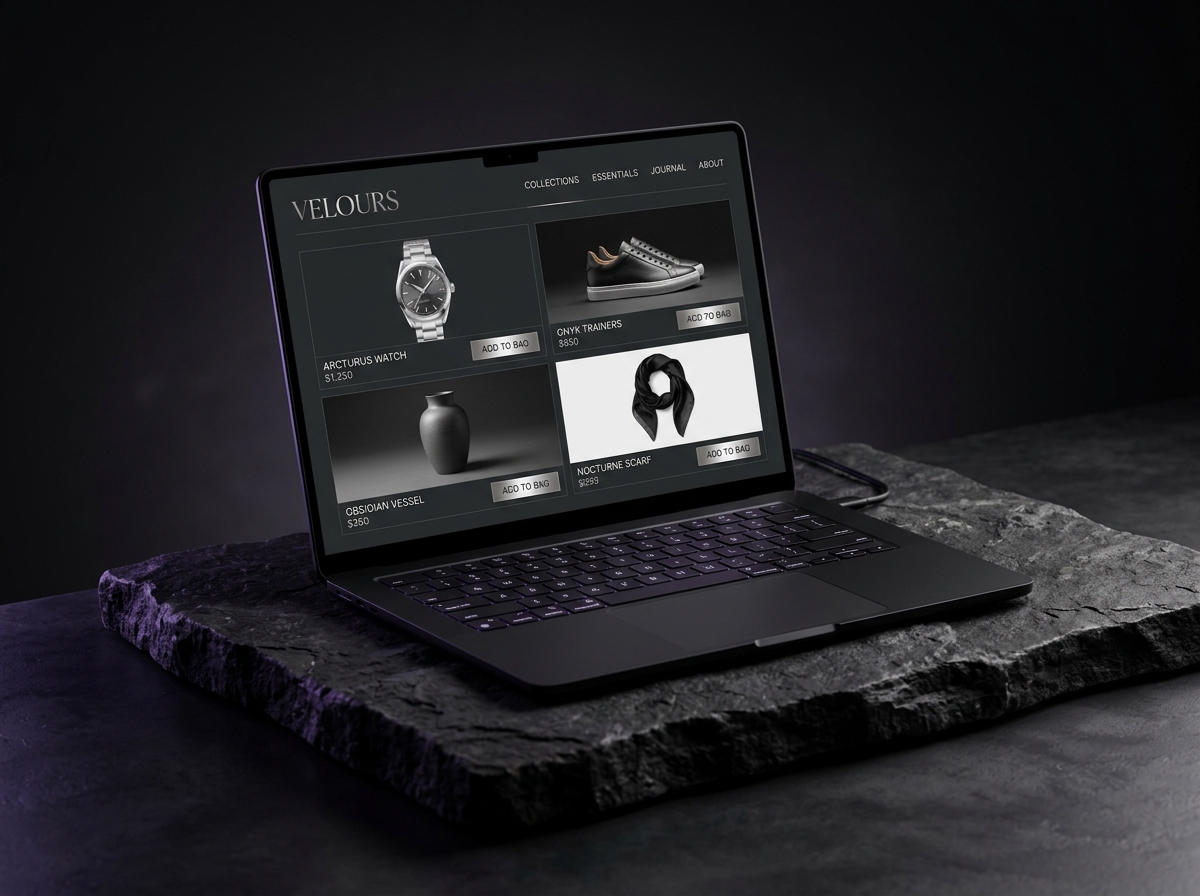 VELOURS
COLLECTIONS ESSENTIALS JOURNAL ABOUT
ARCTURUS WATCH
$1,250
ADD TO BAG
ONYK TRAINERS
$850
ADD TO BAG
OBSIDIAN VESSEL
$350
ADD TO BAG
NOCTURNE SCARF
ADD TO BAG